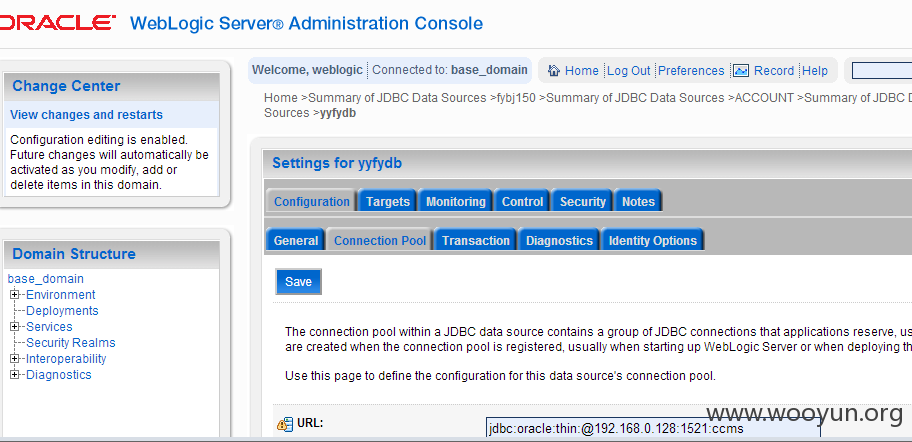 ORACLE® WebLogic Server® Administration Console
Change Center
View changes and restarts
Configuration editing is enabled.
Future changes will automatically be
activated as you modify, add or
delete items in this domain.
Domain Structure
base_domain
Environment
Deployments
Services
Security Realms
Interoperability
Diagnostics
Welcome, weblogic Connected to: base_domain Home Log Out Preferences Record Help
Home >Summary of JDBC Data Sources >fybj150 >Summary of JDBC Data Sources >ACCOUNT >Summary of JDBC D
Sources >yyfydb
Settings for yyfydb
Configuration Targets Monitoring Control Security Notes
General Connection Pool Transaction Diagnostics Identity Options
Save
The connection pool within a JDBC data source contains a group of JDBC connections that applications reserve, us
are created when the connection pool is registered, usually when starting up WebLogic Server or when deploying th
Use this page to define the configuration for this data source's connection pool.
URL:
jdbc:oracle:thin:@192.168.0.128:1521:ccms
www.wooyun.org